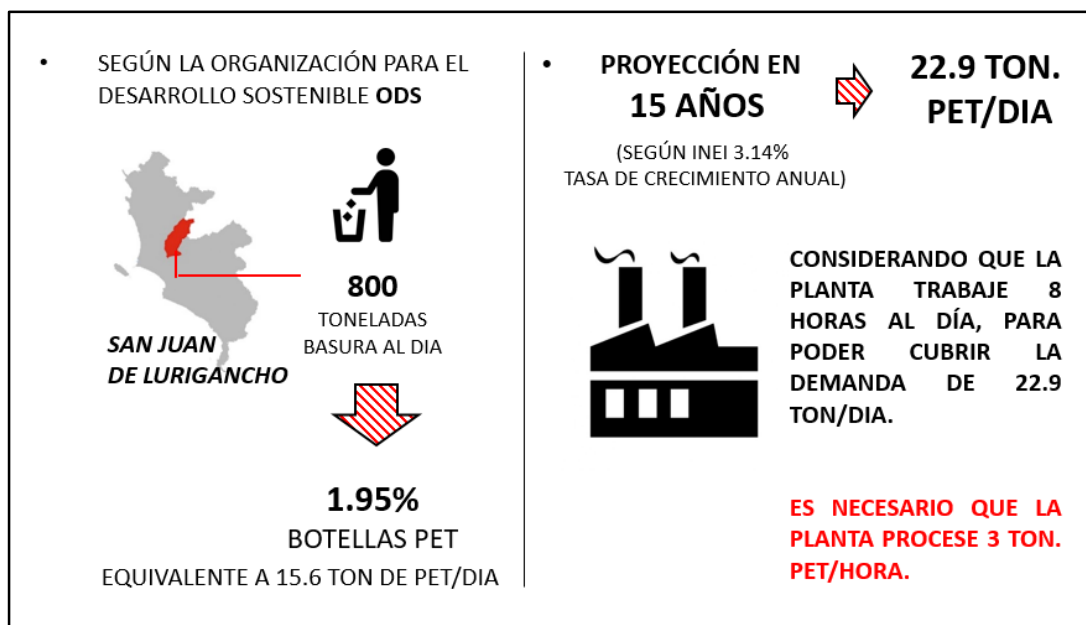 • SEGÚN LA ORGANIZACIÓN PARA EL
DESARROLLO SOSTENIBLE ODS
800
TONELADAS
BASURA AL DIA
SAN JUAN
DE LURIGANCHO
1.95%
BOTELLAS PET
EQUIVALENTE A 15.6 TON DE PET/DIA
• PROYECCIÓN EN
15 AÑOS
(SEGÚN INEI 3.14%
TASA DE CRECIMIENTO ANUAL)
22.9 TON.
PET/DIA
CONSIDERANDO QUE LA
PLANTA TRABAJE 8
HORAS AL DÍA, PARA
PODER CUBRIR LA
DEMANDA DE 22.9
TON/DIA.
ES NECESARIO QUE LA
PLANTA PROCESE 3 TON.
PET/HORA.